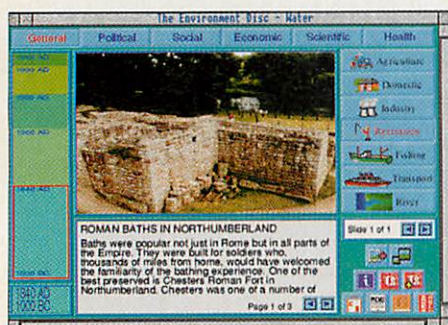 The Environment Disc - Water
General Political Social Economic Scientific Health
Agriculture
Domestic
Industry
Recreation
Fishing
Transport
River
Slide 1 of 1
ROMAN BATHS IN NORTHUMBERLAND
Baths were popular not just in Rome but in all parts of
the Empire. They were built for soldiers who,
thousands of miles from home, would have welcomed
the familiarity of the bathing experience. One of the
best preserved is Chesters Roman Fort in
Northumberland. Chesters was one of a number of
Page 1 of 3
1000 BC